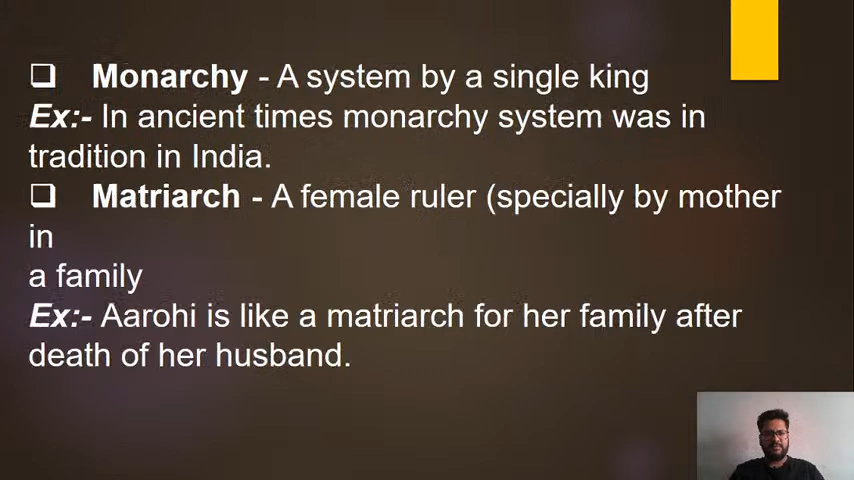 ❑ Monarchy - A system by a single king
Ex:- In ancient times monarchy system was in
tradition in India.
❑ Matriarch - A female ruler (specially by mother
in
a family
Ex:- Aarohi is like a matriarch for her family after
death of her husband.